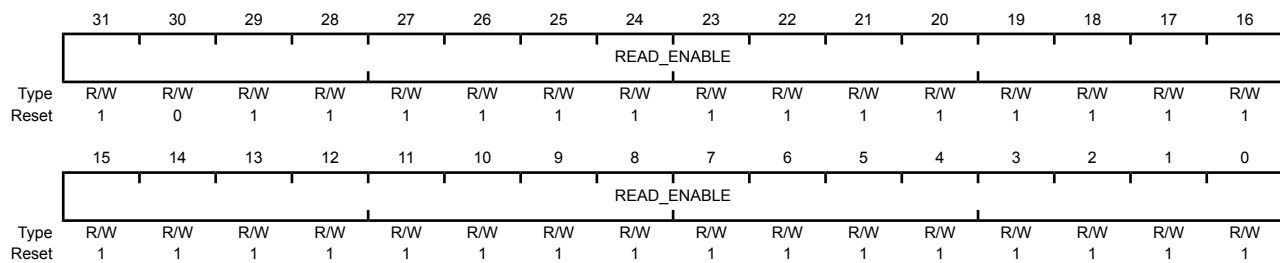 31 30 29 28 27 26 25 24 23 22 21 20 19 18 17 16
READ_ENABLE
Type R/W R/W R/W R/W R/W R/W R/W R/W R/W R/W R/W R/W R/W R/W R/W R/W
Reset 1 0 1 1 1 1 1 1 1 1 1 1 1 1 1 1
15 14 13 12 11 10 9 8 7 6 5 4 3 2 1 0
READ_ENABLE
Type R/W R/W R/W R/W R/W R/W R/W R/W R/W R/W R/W R/W R/W R/W R/W R/W
Reset 1 1 1 1 1 1 1 1 1 1 1 1 1 1 1 1